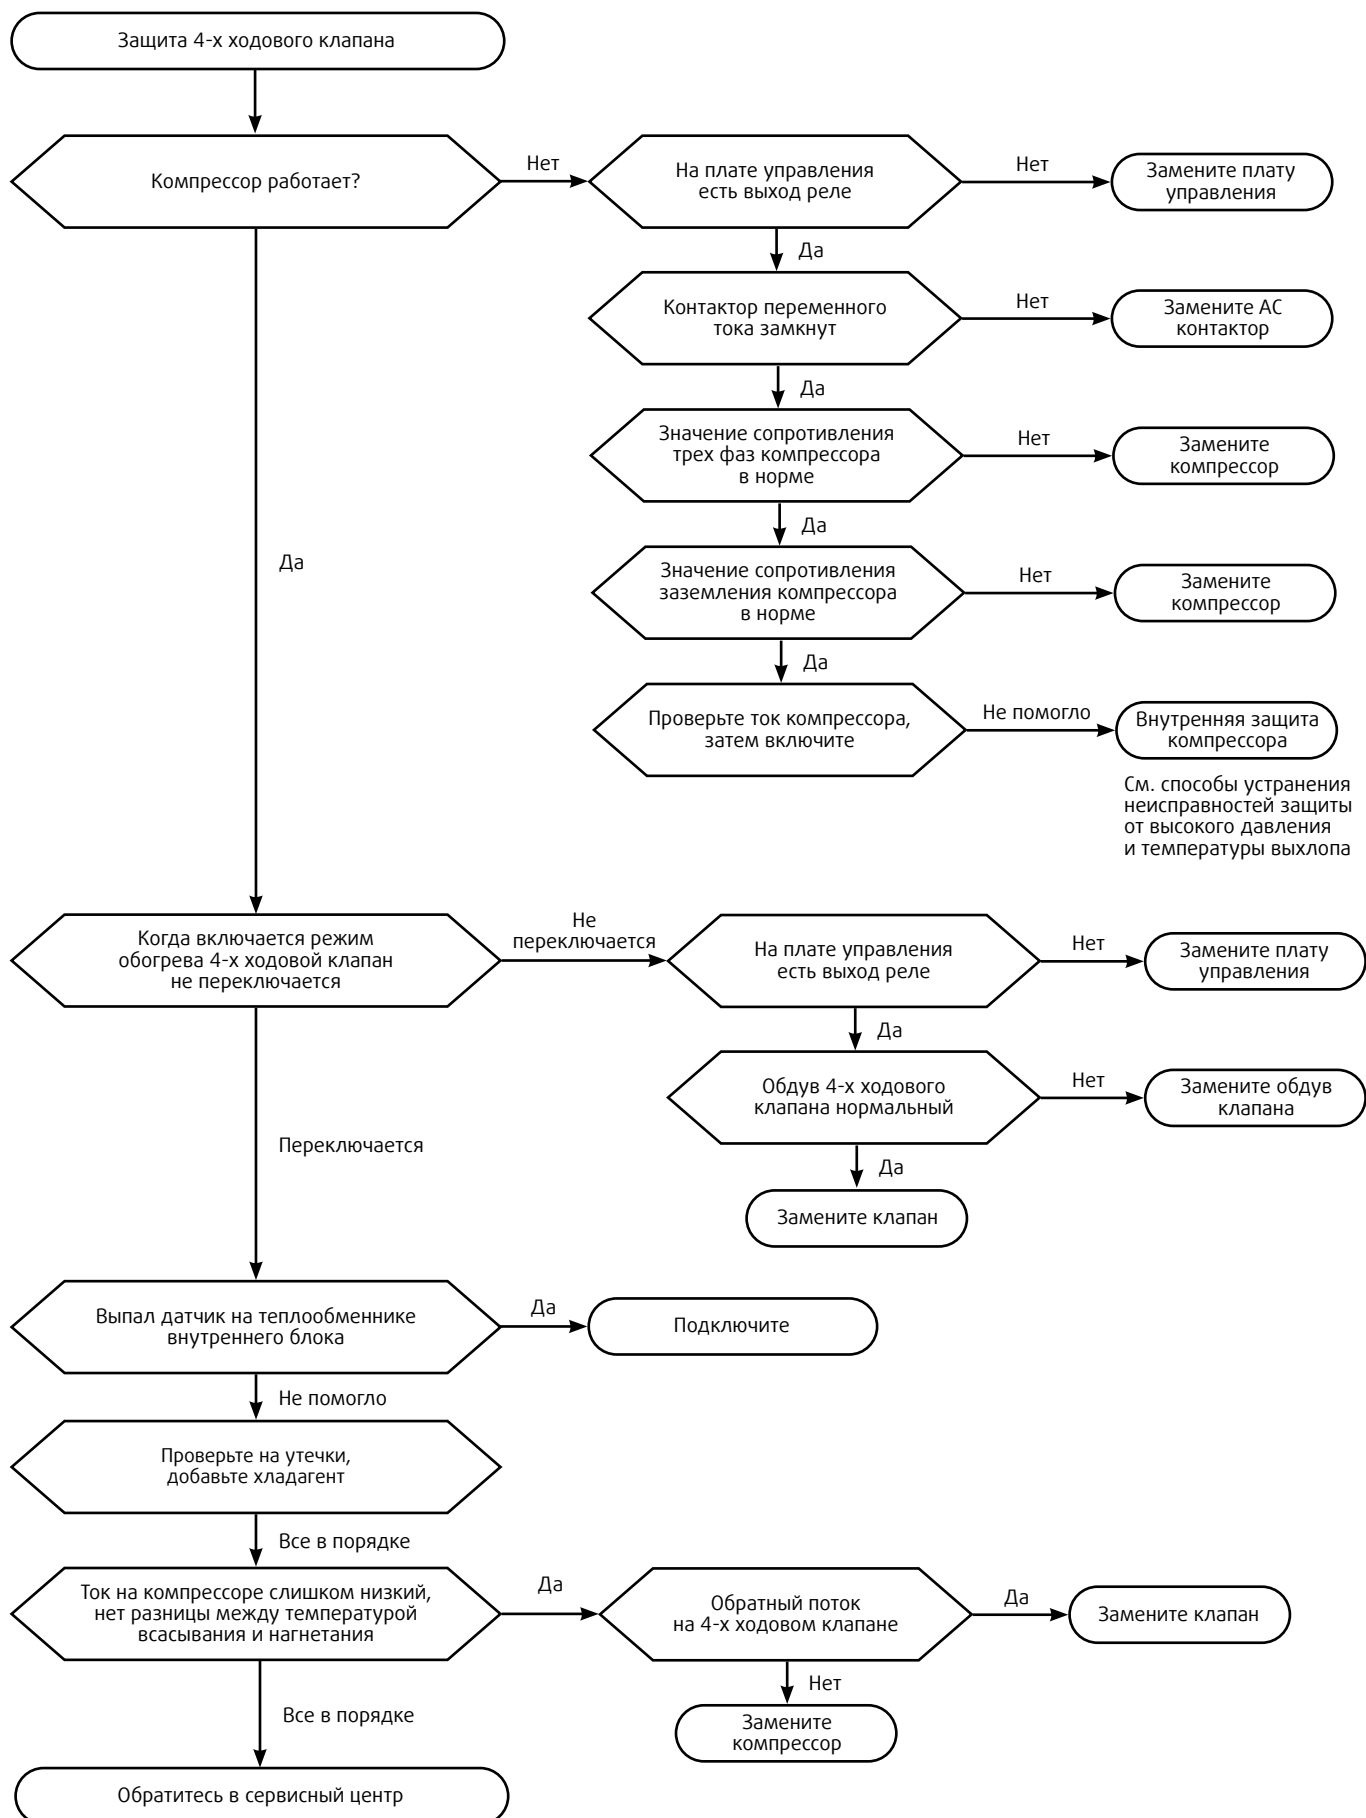 Защита 4-х ходового клапана
Компрессор работает?
Нет
На плате управления
есть выход реле
Нет
Замените плату
управления
Да
Контактор переменного
тока замкнут
Нет
Замените АС
контактор
Да
Значение сопротивления
трех фаз компрессора
в норме
Нет
Замените
компрессор
Да
Да
Значение сопротивления
заземления компрессора
в норме
Нет
Замените
компрессор
Да
Проверьте ток компрессора,
затем включите
Не помогло
Внутренняя защита
компрессора
См. способы устранения
неисправностей защиты
от высокого давления
и температуры выхлопа
Когда включается режим
обогрева 4-х ходовой клапан
не переключается
Не
переключается
На плате управления
есть выход реле
Нет
Замените плату
управления
Да
Обдув 4-х ходового
клапана нормальный
Нет
Замените обдув
клапана
Переключается
Да
Замените клапан
Выпал датчик на теплообменнике
внутреннего блока
Да
Подключите
Не помогло
Проверьте на утечки,
добавьте хладагент
Все в порядке
Ток на компрессоре слишком низкий,
нет разницы между температурой
всасывания и нагнетания
Да
Обратный поток
на 4-х ходовом клапане
Да
Замените клапан
Нет
Все в порядке
Замените
компрессор
Обратитесь в сервисный центр